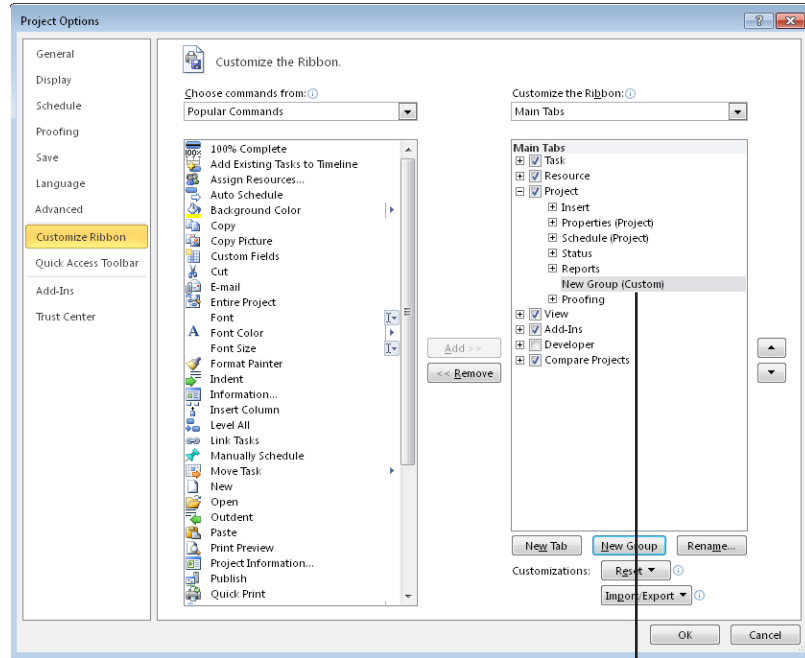 Project Options
General
Display
Schedule
Proofing
Save
Language
Advanced
Customize Ribbon
Quick Access Toolbar
Add-Ins
Trust Center
Customize the Ribbon.
Choose commands from:
Popular Commands
100% Complete
Add Existing Tasks to Timeline
Assign Resources...
Auto Schedule
Background Color
Copy
Copy Picture
Custom Fields
Cut
E-mail
Entire Project
Font
Font Color
Font Size
Format Painter
Indent
Information...
Insert Column
Level All
Link Tasks
Manually Schedule
Move Task
New
Open
Outdent
Paste
Print Preview
Project Information...
Publish
Quick Print
Add >>
<< Remove
Customize the Ribbon:
Main Tabs
Main Tabs
Task
Resource
Project
Insert
Properties (Project)
Schedule (Project)
Status
Reports
New Group (Custom)
Proofing
View
Add-Ins
Developer
Compare Projects
New Tab
New Group
Rename...
Customizations:
Reset
Import/Export
OK
Cancel